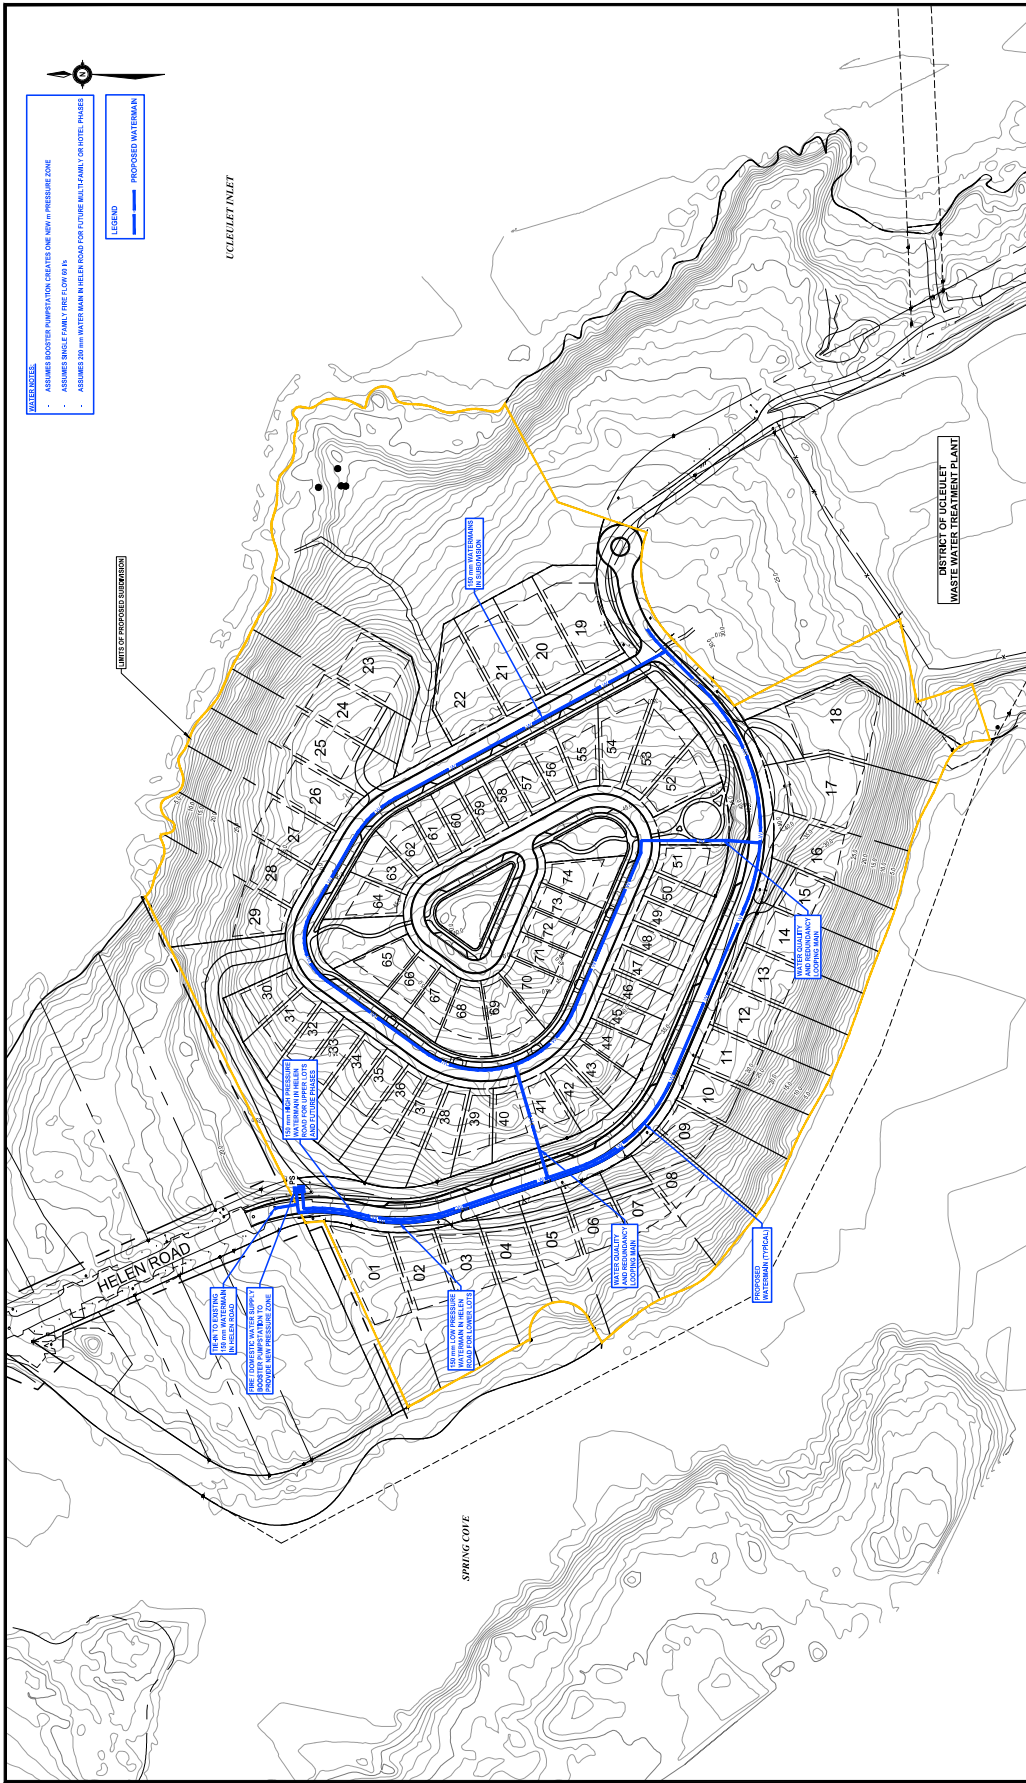 N
WATER NOTES:
- ASSUMES BOOSTER PUMPSTATION CREATES ONE NEW m PRESSURE ZONE
- ASSUMES SINGLE FAMILY FIRE FLOW 60 l/s
- ASSUMES 200 mm WATER MAIN IN HELEN ROAD FOR FUTURE MULTI-FAMILY OR HOTEL PHASES
LEGEND
PROPOSED WATERMAIN
UCLEULET INLET
LIMITS OF PROPOSED SUBDIVISION
150 mm WATERMAINS
IN SUBDIVISION
DISTRICT OF UCLEULET
WASTE WATER TREATMENT PLANT
150 mm HIGH PRESSURE
WATERMAIN IN HELEN
ROAD FOR UPPER LOTS
AND FUTURE PHASES
PS
HELEN ROAD
TIE-IN TO EXISTING
150 mm WATERMAIN
IN HELEN ROAD
FIRE / DOMESTIC WATER SUPPLY
BOOSTER PUMPSTATION TO
PROVIDE NEW PRESSURE ZONE
150 mm LOW PRESSURE
WATERMAIN IN HELEN
ROAD FOR LOWER LOTS
WATER QUALITY
AND REDUNDANCY
LOOPING MAIN
PROPOSED
WATERMAIN (TYPICAL)
WATER QUALITY
AND REDUNDANCY
LOOPING MAIN
SPRING COVE
01
02
03
04
05
06
07
08
09
10
11
12
13
14
15
16
17
18
19
20
21
22
23
24
25
26
27
28
29
30
31
32
33
34
35
36
37
38
39
40
41
42
43
44
45
46
47
48
49
50
51
52
53
54
55
56
57
58
59
60
61
62
63
64
65
66
67
68
69
70
71
72
73
74